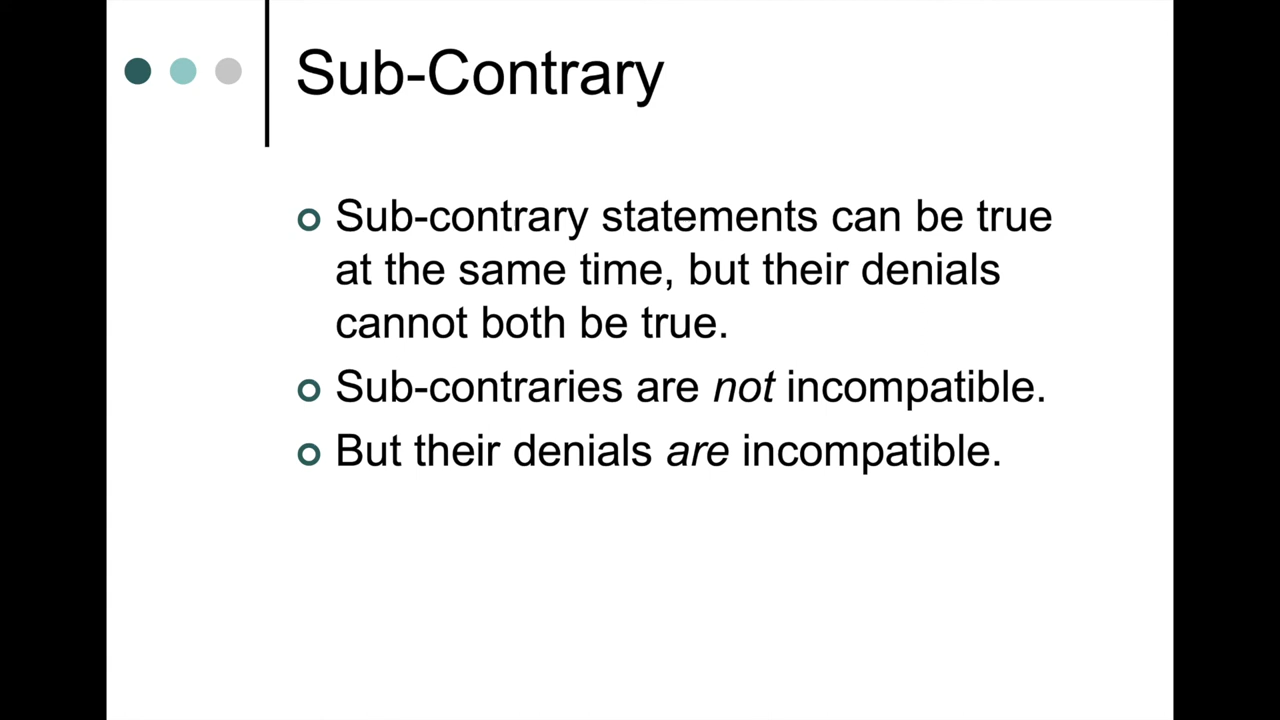 Sub-Contrary
Sub-contrary statements can be true
at the same time, but their denials
cannot both be true.
Sub-contraries are not incompatible.
But their denials are incompatible.